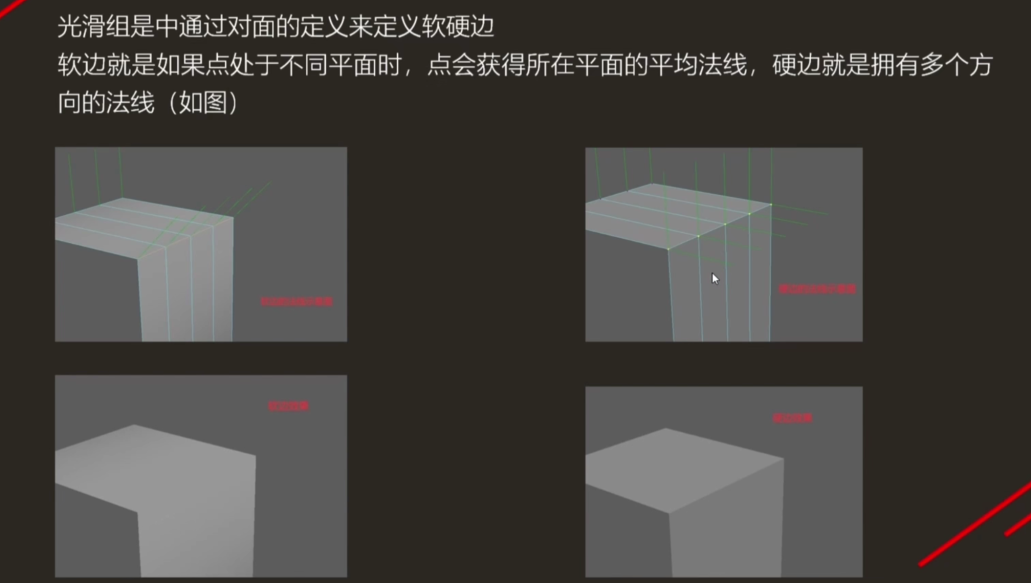 光滑组是中通过对面的定义来定义软硬边
软边就是如果点处于不同平面时，点会获得所在平面的平均法线，硬边就是拥有多个方
向的法线（如图）